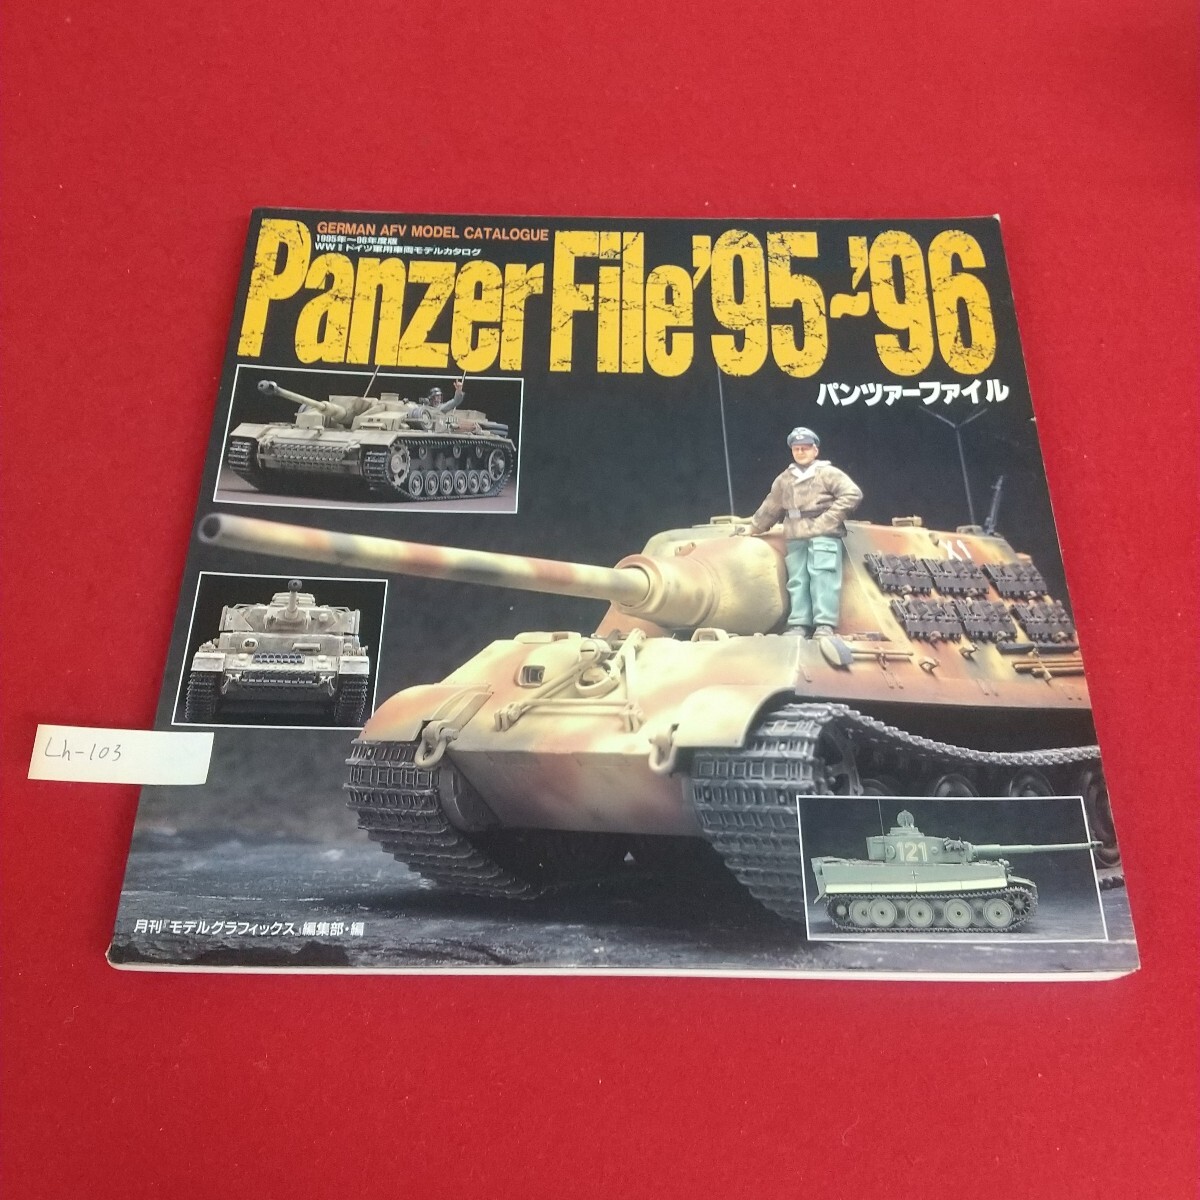 GERMAN AFV MODEL CATALOGUE
1995年〜96年度版
WWⅡドイツ軍用車両モデルカタログ
Panzer File '95〜'96
パンツァーファイル
X1
Lh-103
121
月刊『モデルグラフィックス』編集部・編